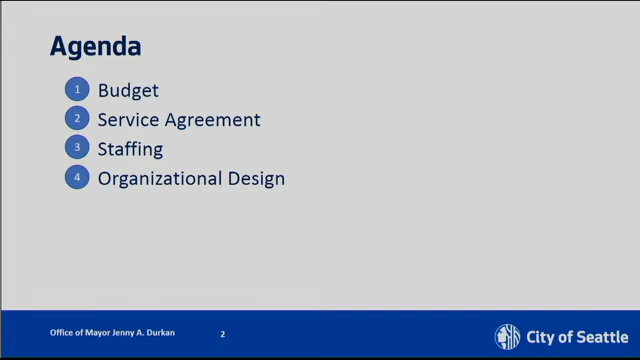 Agenda
1 Budget
2 Service Agreement
3 Staffing
4 Organizational Design
Office of Mayor Jenny A. Durkan
2
City of Seattle